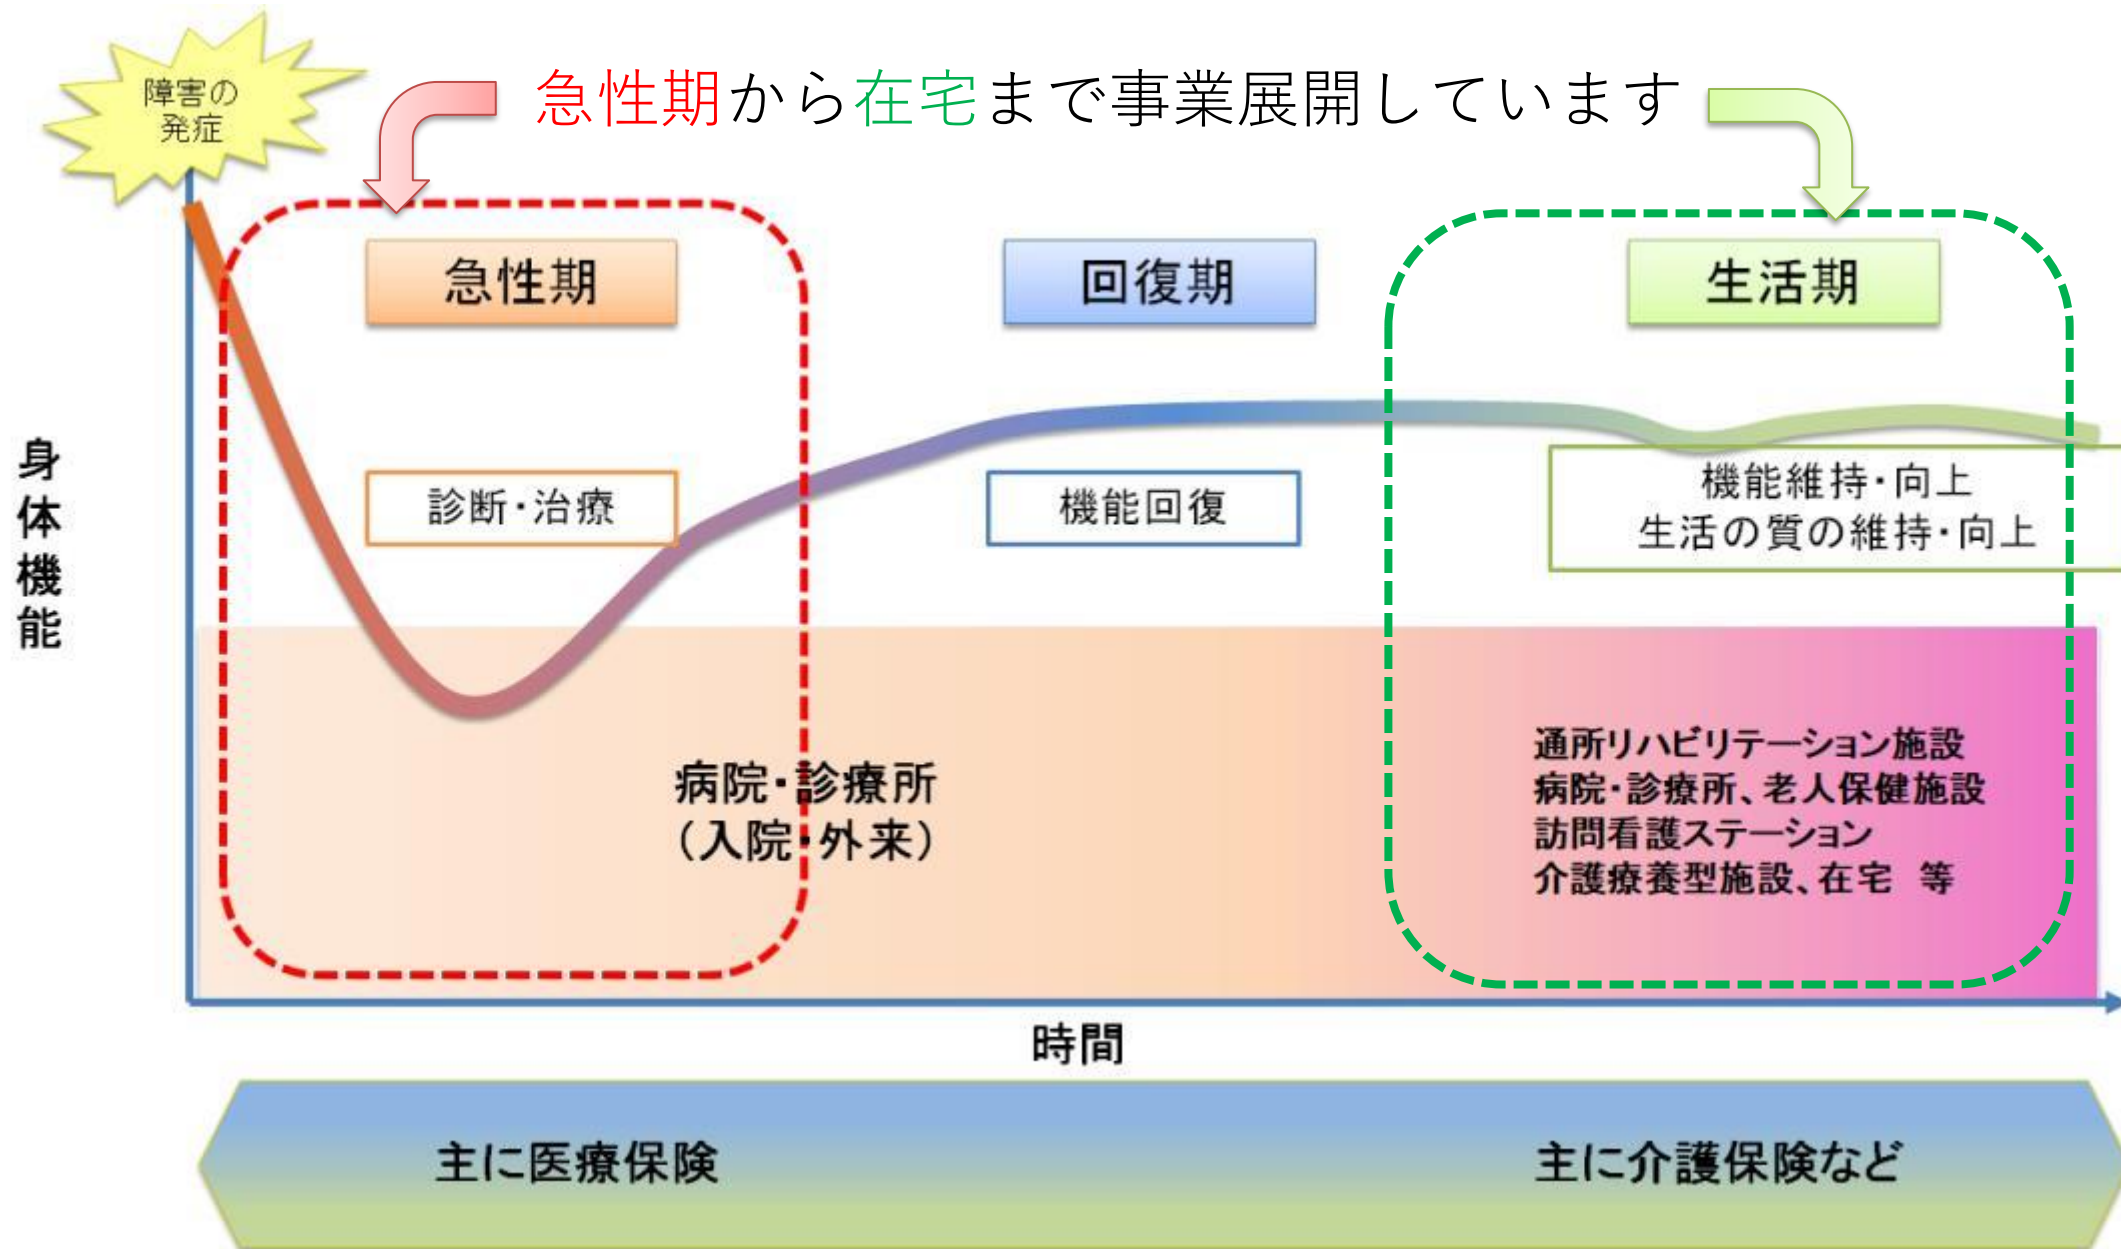 障害の
発症
急性期から在宅まで事業展開しています
急性期
回復期
生活期
身体機能
診断・治療
機能回復
機能維持・向上
生活の質の維持・向上
病院・診療所
（入院・外来）
通所リハビリテーション施設
病院・診療所、老人保健施設
訪問看護ステーション
介護療養型施設、在宅　等
時間
主に医療保険
主に介護保険など